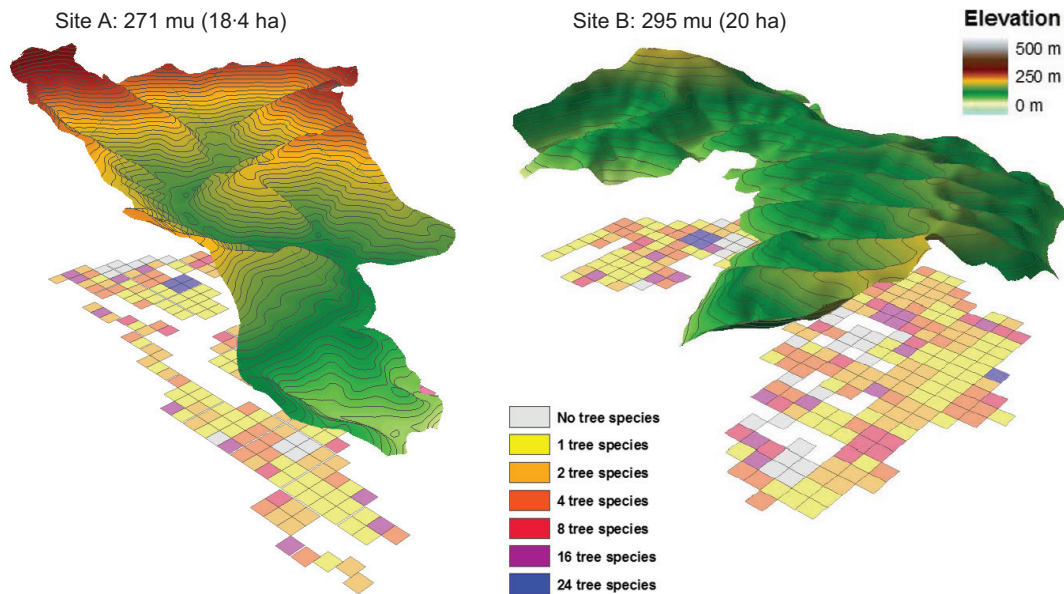 Site A: 271 mu (18·4 ha)
Site B: 295 mu (20 ha)
Elevation
500 m
250 m
0 m
No tree species
1 tree species
2 tree species
4 tree species
8 tree species
16 tree species
24 tree species